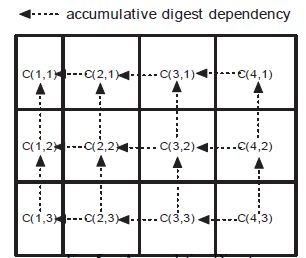 accumulative digest dependency
C(1,1) C(2,1) C(3,1) C(4,1)
C(1,2) C(2,2) C(3,2) C(4,2)
C(1,3) C(2,3) C(3,3) C(4,3)